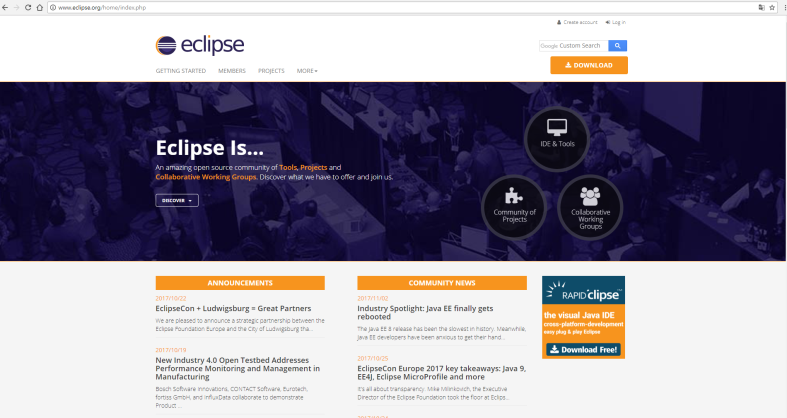 www.eclipse.org/home/index.php
Create account Log in
eclipse
Google Custom Search
GETTING STARTED MEMBERS PROJECTS MORE
DOWNLOAD
Eclipse Is...
An amazing open source community of Tools, Projects and
Collaborative Working Groups. Discover what we have to offer and join us.
DISCOVER
IDE & Tools
Community of
Projects
Collaborative
Working
Groups
ANNOUNCEMENTS
2017/10/22
EclipseCon + Ludwigsburg = Great Partners
We are pleased to announce a strategic partnership between the
Eclipse Foundation Europe and the City of Ludwigsburg tha...
2017/10/19
New Industry 4.0 Open Testbed Addresses
Performance Monitoring and Management in
Manufacturing
Bosch Software Innovations, CONTACT Software, Eurotech,
fortiss GmbH, and InfluxData collaborate to demonstrate
Product ...
COMMUNITY NEWS
2017/11/02
Industry Spotlight: Java EE finally gets
rebooted
The Java EE 8 release has been the slowest in history. Meanwhile,
Java EE developers have been anxious to get their hand...
2017/10/25
EclipseCon Europe 2017 key takeaways: Java 9,
EE4J, Eclipse MicroProfile and more
It's all about transparency. Mike Milinkovich, the Executive
Director of the Eclipse Foundation took the floor at Eclips...
RAPID clipse
the visual Java IDE
cross-platform-development
easy plug & play Eclipse
Download Free!